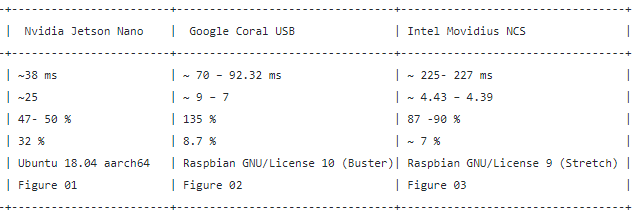 Nvidia Jetson Nano | Google Coral USB | Intel Movidius NCS |
| ~38 ms | ~ 70 – 92.32 ms | ~ 225- 227 ms |
| ~25 | ~ 9 – 7 | ~ 4.43 – 4.39 |
| 47- 50 % | 135 % | 87 -90 % |
| 32 % | 8.7 % | ~ 7 % |
| Ubuntu 18.04 aarch64 | Raspbian GNU/License 10 (Buster)| Raspbian GNU/License 9 (Stretch) |
| Figure 01 | Figure 02 | Figure 03 |